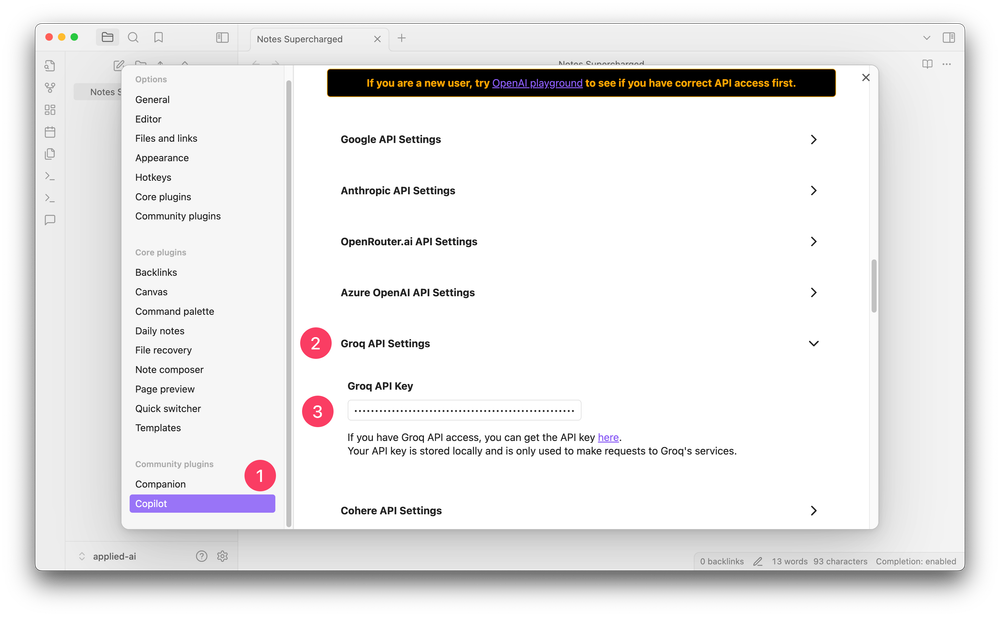 Notes Supercharged
Notes Supercharged
Notes S
Options
General
Editor
Files and links
Appearance
Hotkeys
Core plugins
Community plugins
Core plugins
Backlinks
Canvas
Command palette
Daily notes
File recovery
Note composer
Page preview
Quick switcher
Templates
Community plugins
1
Companion
Copilot
If you are a new user, try OpenAI playground to see if you have correct API access first.
Google API Settings
Anthropic API Settings
OpenRouter.ai API Settings
Azure OpenAI API Settings
2
Groq API Settings
Groq API Key
3
If you have Groq API access, you can get the API key here.
Your API key is stored locally and is only used to make requests to Groq's services.
Cohere API Settings
applied-ai
0 backlinks 13 words 93 characters Completion: enabled